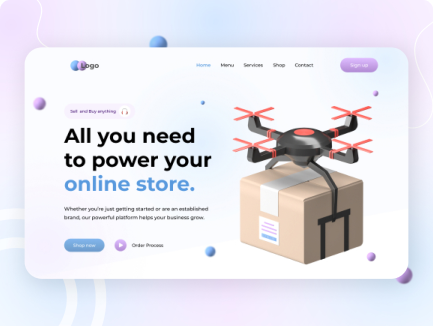 Logo
Home Menu Services Shop Contact Sign up
Sell and Buy anything
All you need
to power your
online store.
Whether you're just getting started or are an established
brand, our powerful platform helps your business grow.
Shop now Order Process